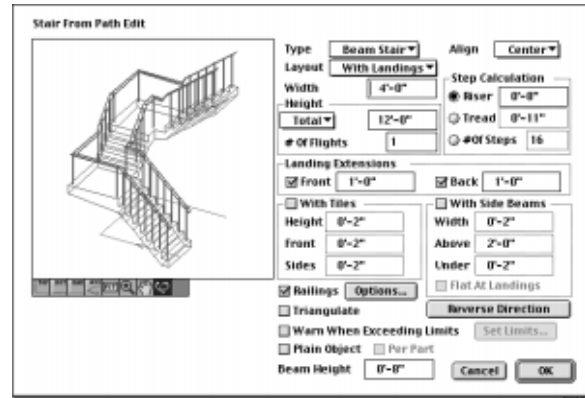 Stair From Path Edit
Type Beam Stair Align Center
Layout With Landings
Width 4'-0" Step Calculation
Height Riser 0'-8"
Total 12'-0" Tread 0'-11"
# Of Flights 1 #Of Steps 16
Landing Extensions
Front 1'-0" Back 1'-0"
With Tiles With Side Beams
Height 0'-2" Width 0'-2"
Front 0'-2" Above 2'-0"
Sides 0'-2" Under 0'-2"
Flat At Landings
Railings Options...
Triangulate Reverse Direction
Warn When Exceeding Limits Set Limits...
Plain Object Per Part
Beam Height 0'-8" Cancel OK